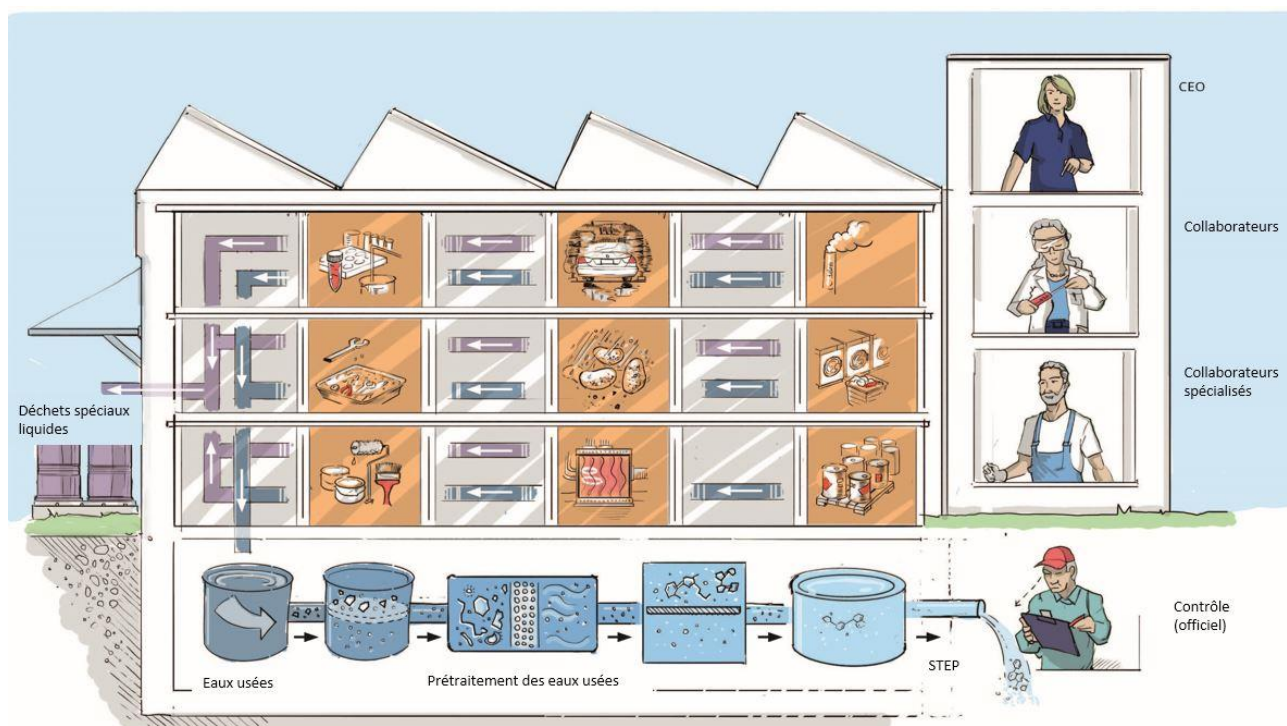 CEO
Collaborateurs
Collaborateurs
spécialisés
Déchets spéciaux
liquides
Contrôle
(officiel)
STEP
Eaux usées
Prétraitement des eaux usées